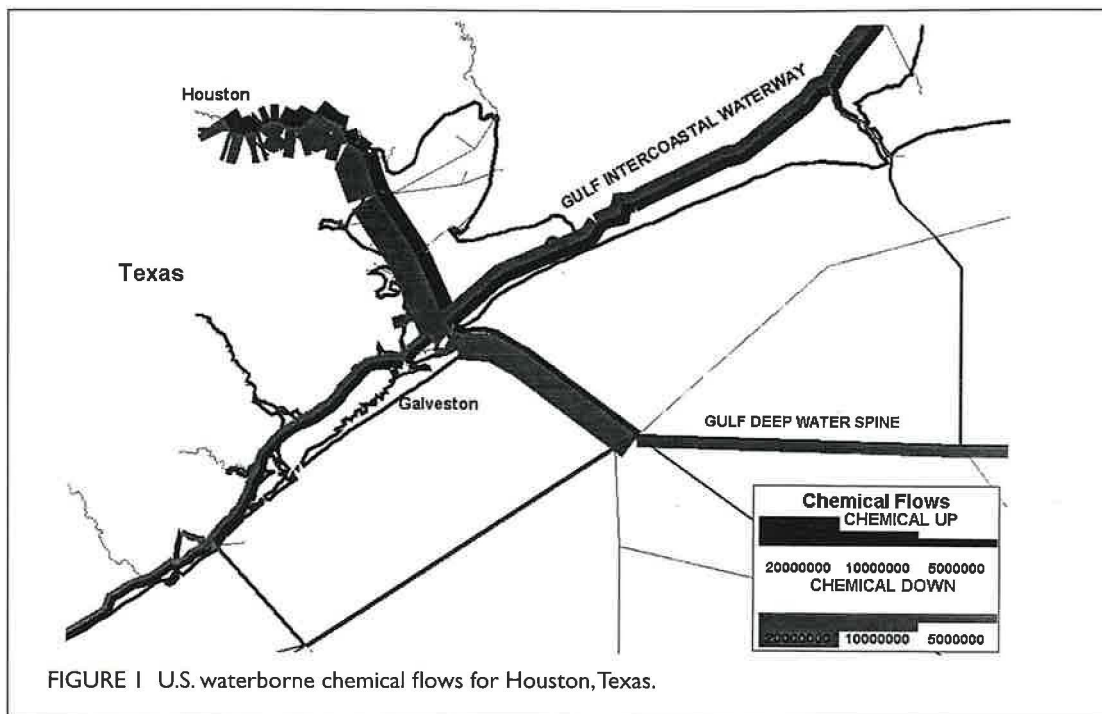 Houston
GULF INTERCOASTAL WATERWAY
Texas
Galveston
GULF DEEP WATER SPINE
Chemical Flows
CHEMICAL UP
20000000 10000000 5000000
CHEMICAL DOWN
20000000 10000000 5000000
FIGURE 1 U.S. waterborne chemical flows for Houston, Texas.